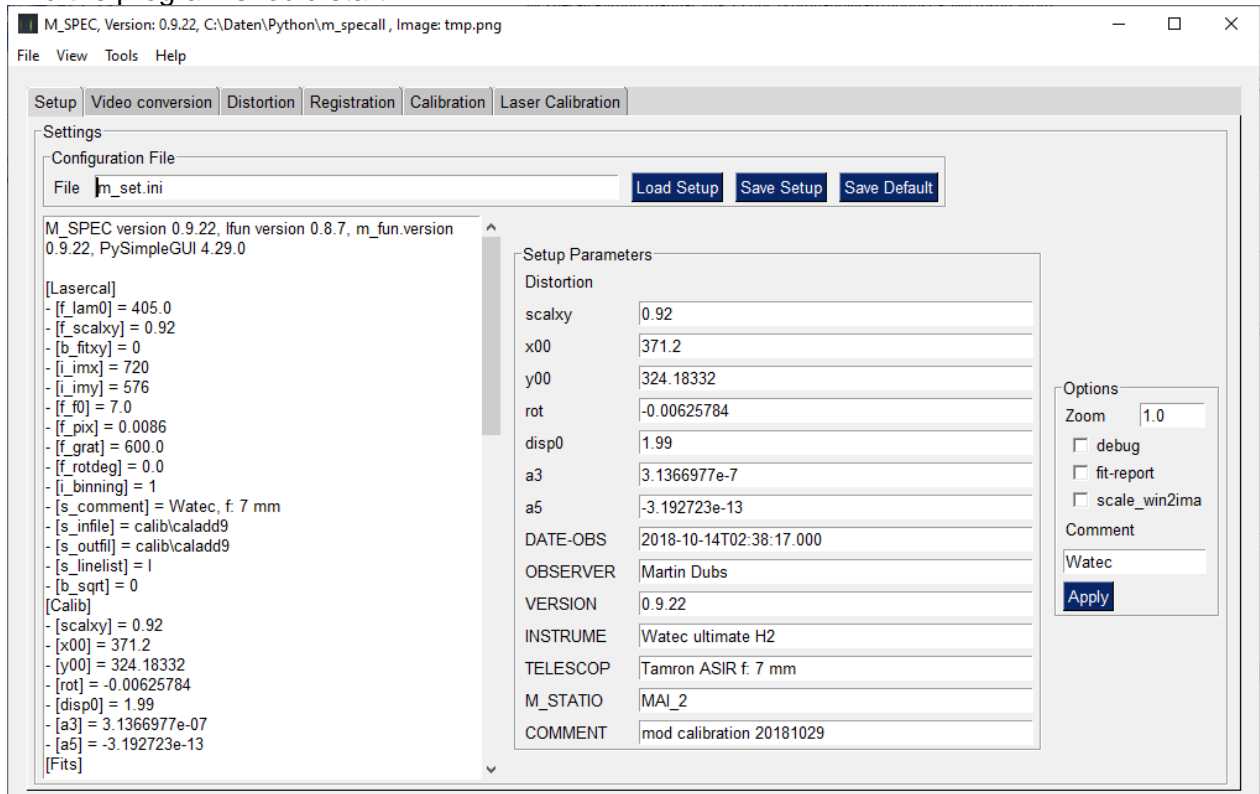 M_SPEC, Version: 0.9.22, C:\Daten\Python\m_specall , Image: tmp.png
File View Tools Help
Setup Video conversion Distortion Registration Calibration Laser Calibration
Settings
Configuration File
File m_set.ini Load Setup Save Setup Save Default
M_SPEC version 0.9.22, lfun version 0.8.7, m_fun.version
0.9.22, PySimpleGUI 4.29.0
[Lasercal]
- [f_lam0] = 405.0
- [f_scalxy] = 0.92
- [b_fitxy] = 0
- [i_imx] = 720
- [i_imy] = 576
- [f_f0] = 7.0
- [f_pix] = 0.0086
- [f_grat] = 600.0
- [f_rotdeg] = 0.0
- [i_binning] = 1
- [s_comment] = Watec, f: 7 mm
- [s_infile] = calib\caladd9
- [s_outfil] = calib\caladd9
- [s_linelist] = l
- [b_sqrt] = 0
[Calib]
- [scalxy] = 0.92
- [x00] = 371.2
- [y00] = 324.18332
- [rot] = -0.00625784
- [disp0] = 1.99
- [a3] = 3.1366977e-07
- [a5] = -3.192723e-13
[Fits]
Setup Parameters
Distortion
scalxy 0.92
x00 371.2
y00 324.18332
rot -0.00625784
disp0 1.99
a3 3.1366977e-7
a5 -3.192723e-13
DATE-OBS 2018-10-14T02:38:17.000
OBSERVER Martin Dubs
VERSION 0.9.22
INSTRUME Watec ultimate H2
TELESCOP Tamron ASIR f: 7 mm
M_STATIO MAI_2
COMMENT mod calibration 20181029
Options
Zoom 1.0
debug
fit-report
scale_win2ima
Comment
Watec
Apply